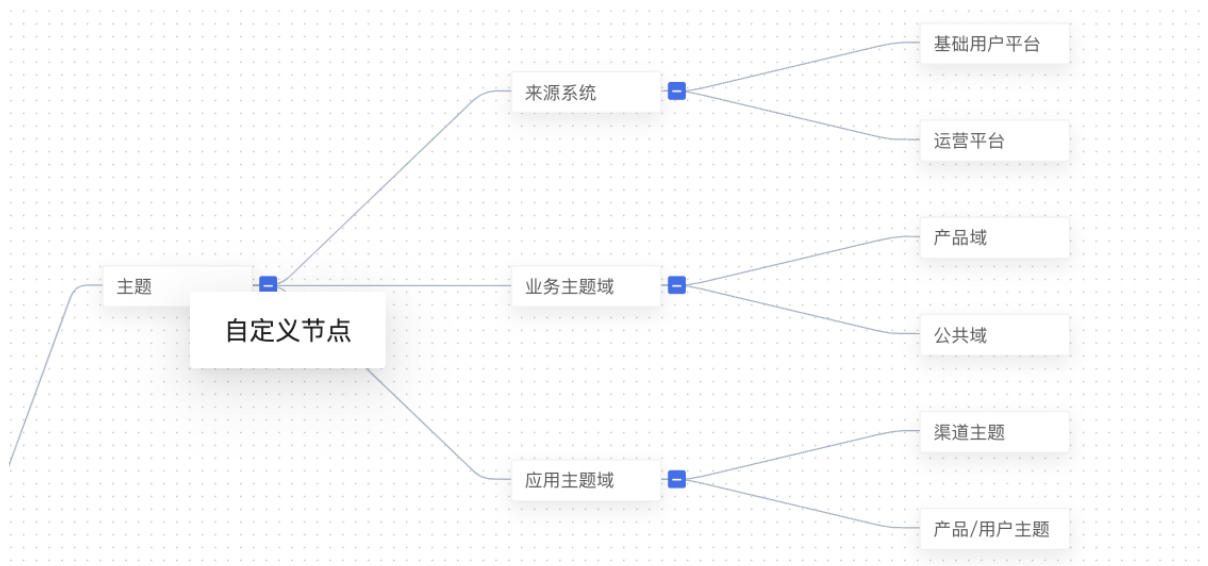 基础用户平台
来源系统
运营平台
产品域
主题
业务主题域
自定义节点
公共域
渠道主题
应用主题域
产品/用户主题